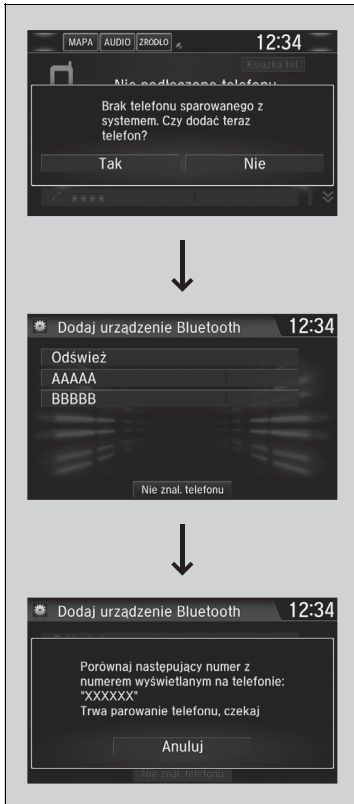 MAPA AUDIO ŹRÓDŁO 12:34
Książka tel.
Nie podłączono telefonu
Brak telefonu sparowanego z
systemem. Czy dodać teraz
telefon?
Tak Nie
****
Dodaj urządzenie Bluetooth 12:34
Odśwież
AAAAA
BBBBB
Nie znal. telefonu
Dodaj urządzenie Bluetooth 12:34
Porównaj następujący numer z
numerem wyświetlanym na telefonie:
"XXXXXX"
Trwa parowanie telefonu, czekaj
Anuluj
Nie znal. telefonu